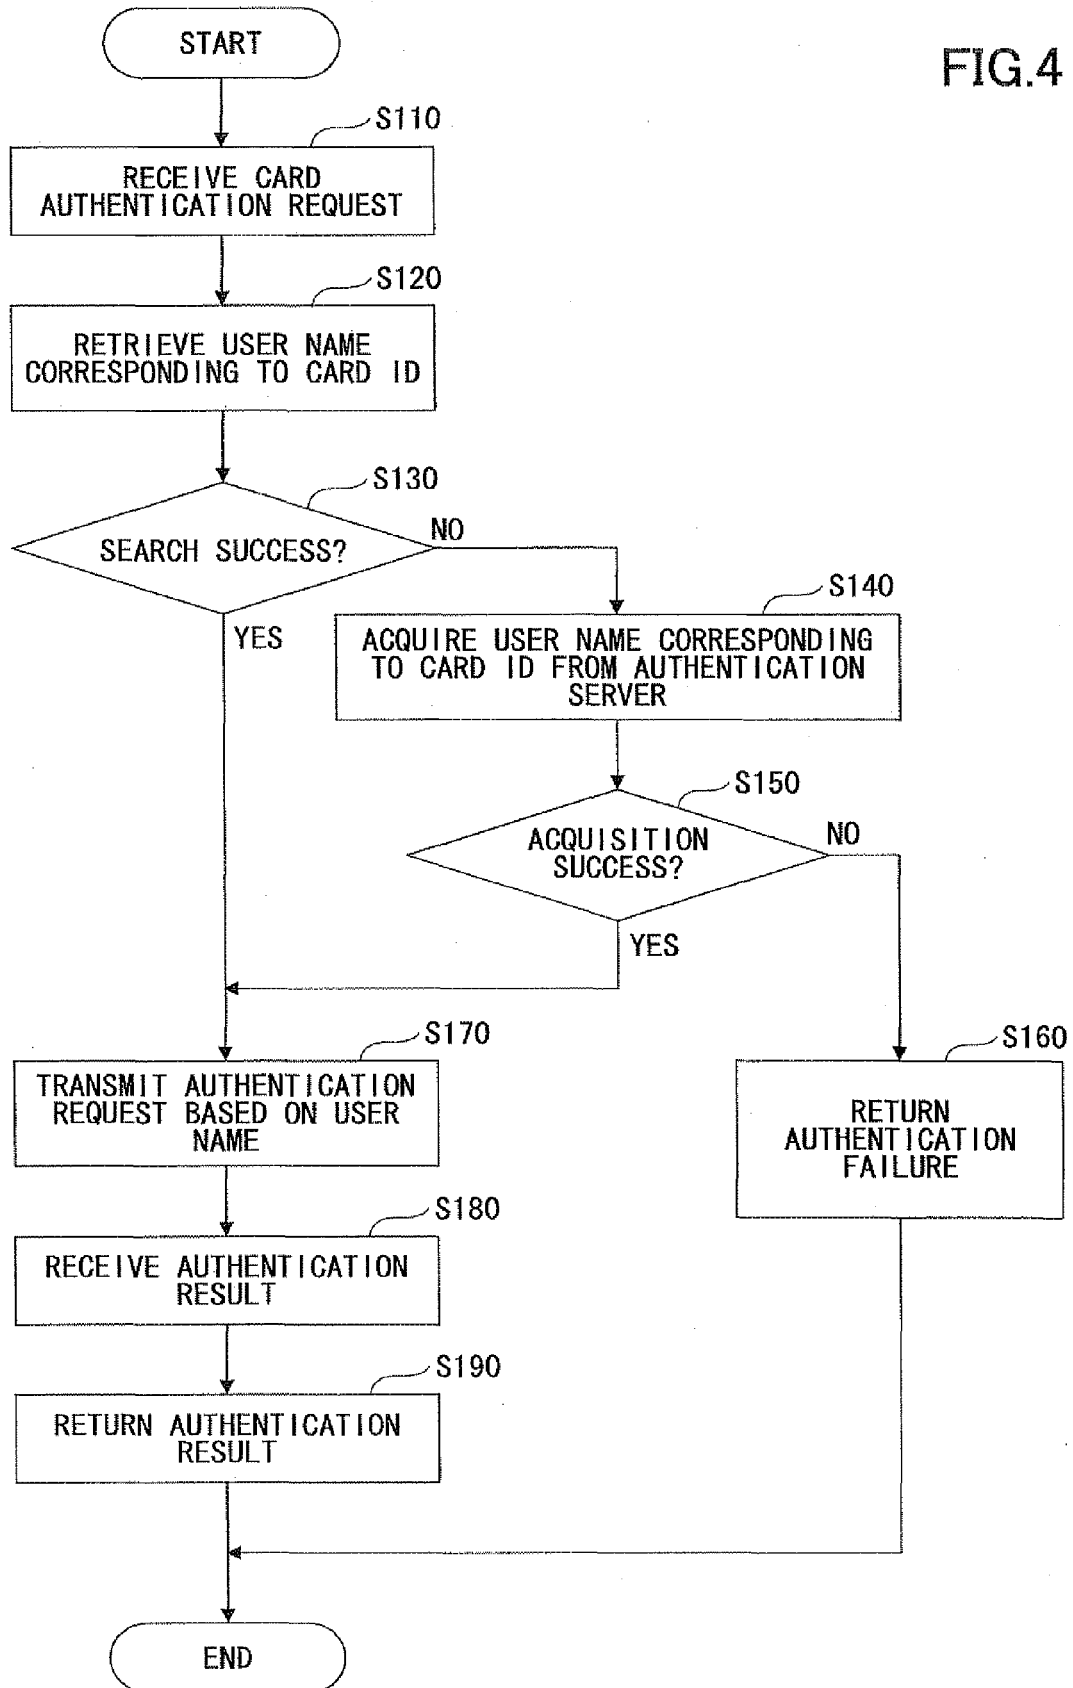 START
FIG.4
S110
RECEIVE CARD
AUTHENTICATION REQUEST
S120
RETRIEVE USER NAME
CORRESPONDING TO CARD ID
S130
SEARCH SUCCESS?
NO
YES
S140
ACQUIRE USER NAME CORRESPONDING
TO CARD ID FROM AUTHENTICATION
SERVER
S150
ACQUISITION
SUCCESS?
NO
YES
S170
TRANSMIT AUTHENTICATION
REQUEST BASED ON USER
NAME
S160
RETURN
AUTHENTICATION
FAILURE
S180
RECEIVE AUTHENTICATION
RESULT
S190
RETURN AUTHENTICATION
RESULT
END